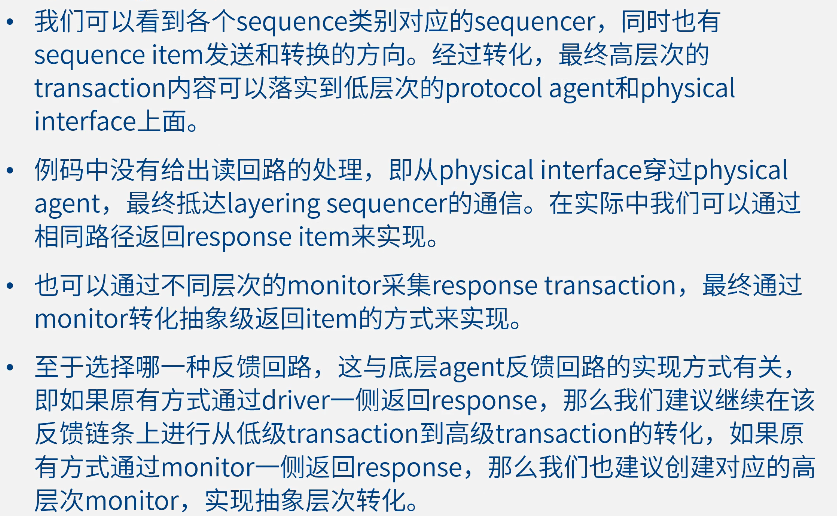 • 我们可以看到各个sequence类别对应的sequencer，同时也有
sequence item发送和转换的方向。经过转化，最终高层次的
transaction内容可以落实到低层次的protocol agent和physical
interface上面。
• 例码中没有给出读回路的处理，即从physical interface穿过physical
agent，最终抵达layering sequencer的通信。在实际中我们可以通过
相同路径返回response item来实现。
• 也可以通过不同层次的monitor采集response transaction，最终通过
monitor转化抽象级返回item的方式来实现。
• 至于选择哪一种反馈回路，这与底层agent反馈回路的实现方式有关，
即如果原有方式通过driver一侧返回response，那么我们建议继续在该
反馈链条上进行从低级transaction到高级transaction的转化，如果原
有方式通过monitor一侧返回response，那么我们也建议创建对应的高
层次monitor，实现抽象层次转化。